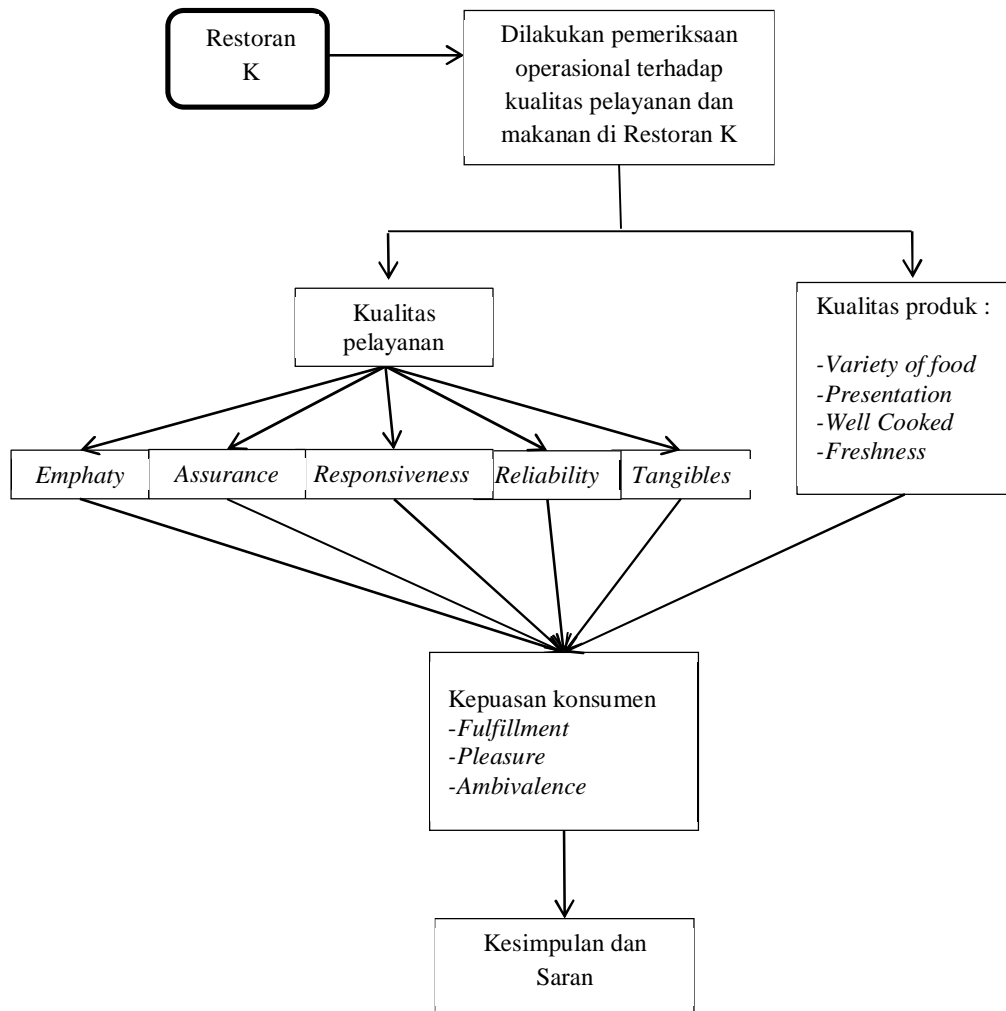 Restoran
K
Dilakukan pemeriksaan
operasional terhadap
kualitas pelayanan dan
makanan di Restoran K
Kualitas
pelayanan
Kualitas produk :
-Variety of food
-Presentation
-Well Cooked
-Freshness
Emphaty
Assurance
Responsiveness
Reliability
Tangibles
Kepuasan konsumen
-Fulfillment
-Pleasure
-Ambivalence
Kesimpulan dan
Saran